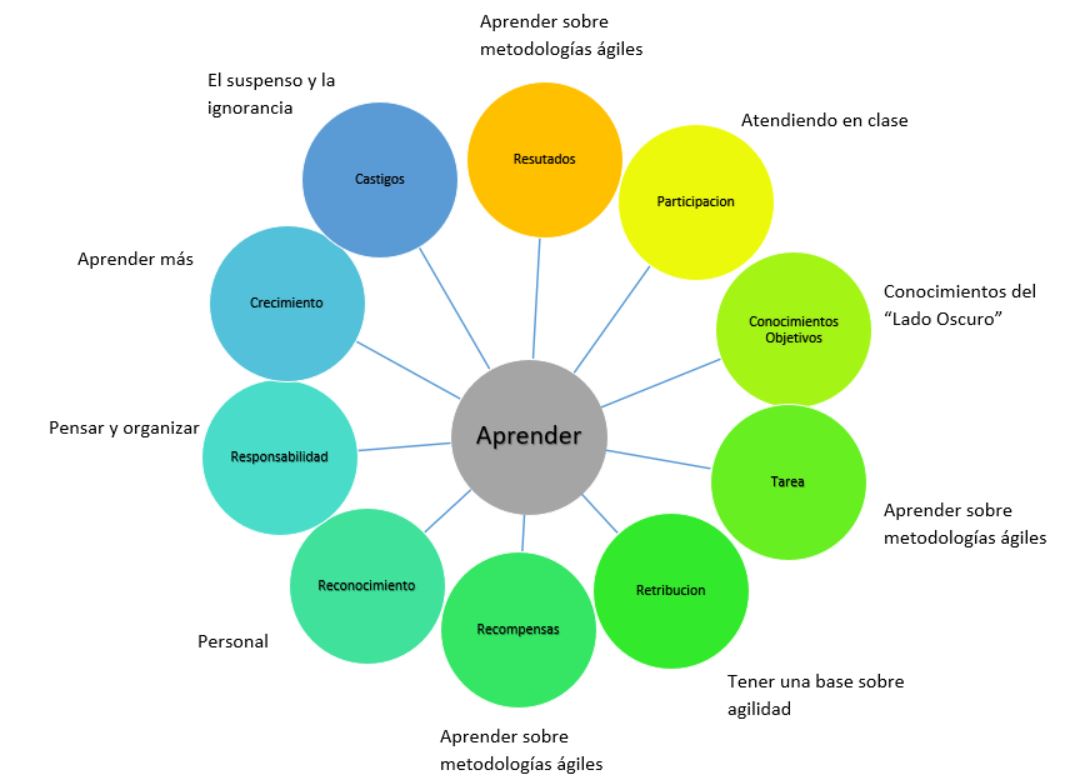 Aprender sobre
metodologías ágiles
El suspenso y la
ignorancia
Castigos
Resutados
Atendiendo en clase
Participacion
Aprender más
Crecimiento
Conocimientos del
“Lado Oscuro”
Conocimientos
Objetivos
Aprender
Pensar y organizar
Responsabilidad
Tarea
Aprender sobre
metodologías ágiles
Reconocimiento
Retribucion
Recompensas
Personal
Tener una base sobre
agilidad
Aprender sobre
metodologías ágiles